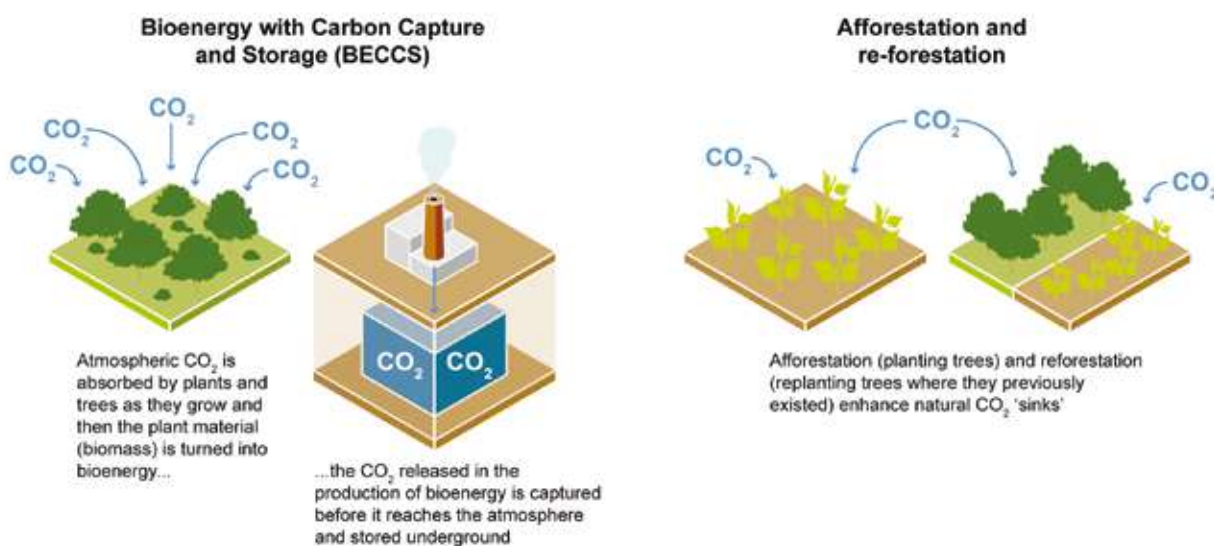 Bioenergy with Carbon Capture
and Storage (BECCS)
CO₂
CO₂
CO₂
CO₂
CO₂
CO₂ CO₂
Atmospheric CO₂ is
absorbed by plants and
trees as they grow and
then the plant material
(biomass) is turned into
bioenergy...
...the CO₂ released in the
production of bioenergy is captured
before it reaches the atmosphere
and stored underground
Afforestation and
re-forestation
CO₂
CO₂
CO₂
Afforestation (planting trees) and reforestation
(replanting trees where they previously
existed) enhance natural CO₂ ‘sinks’